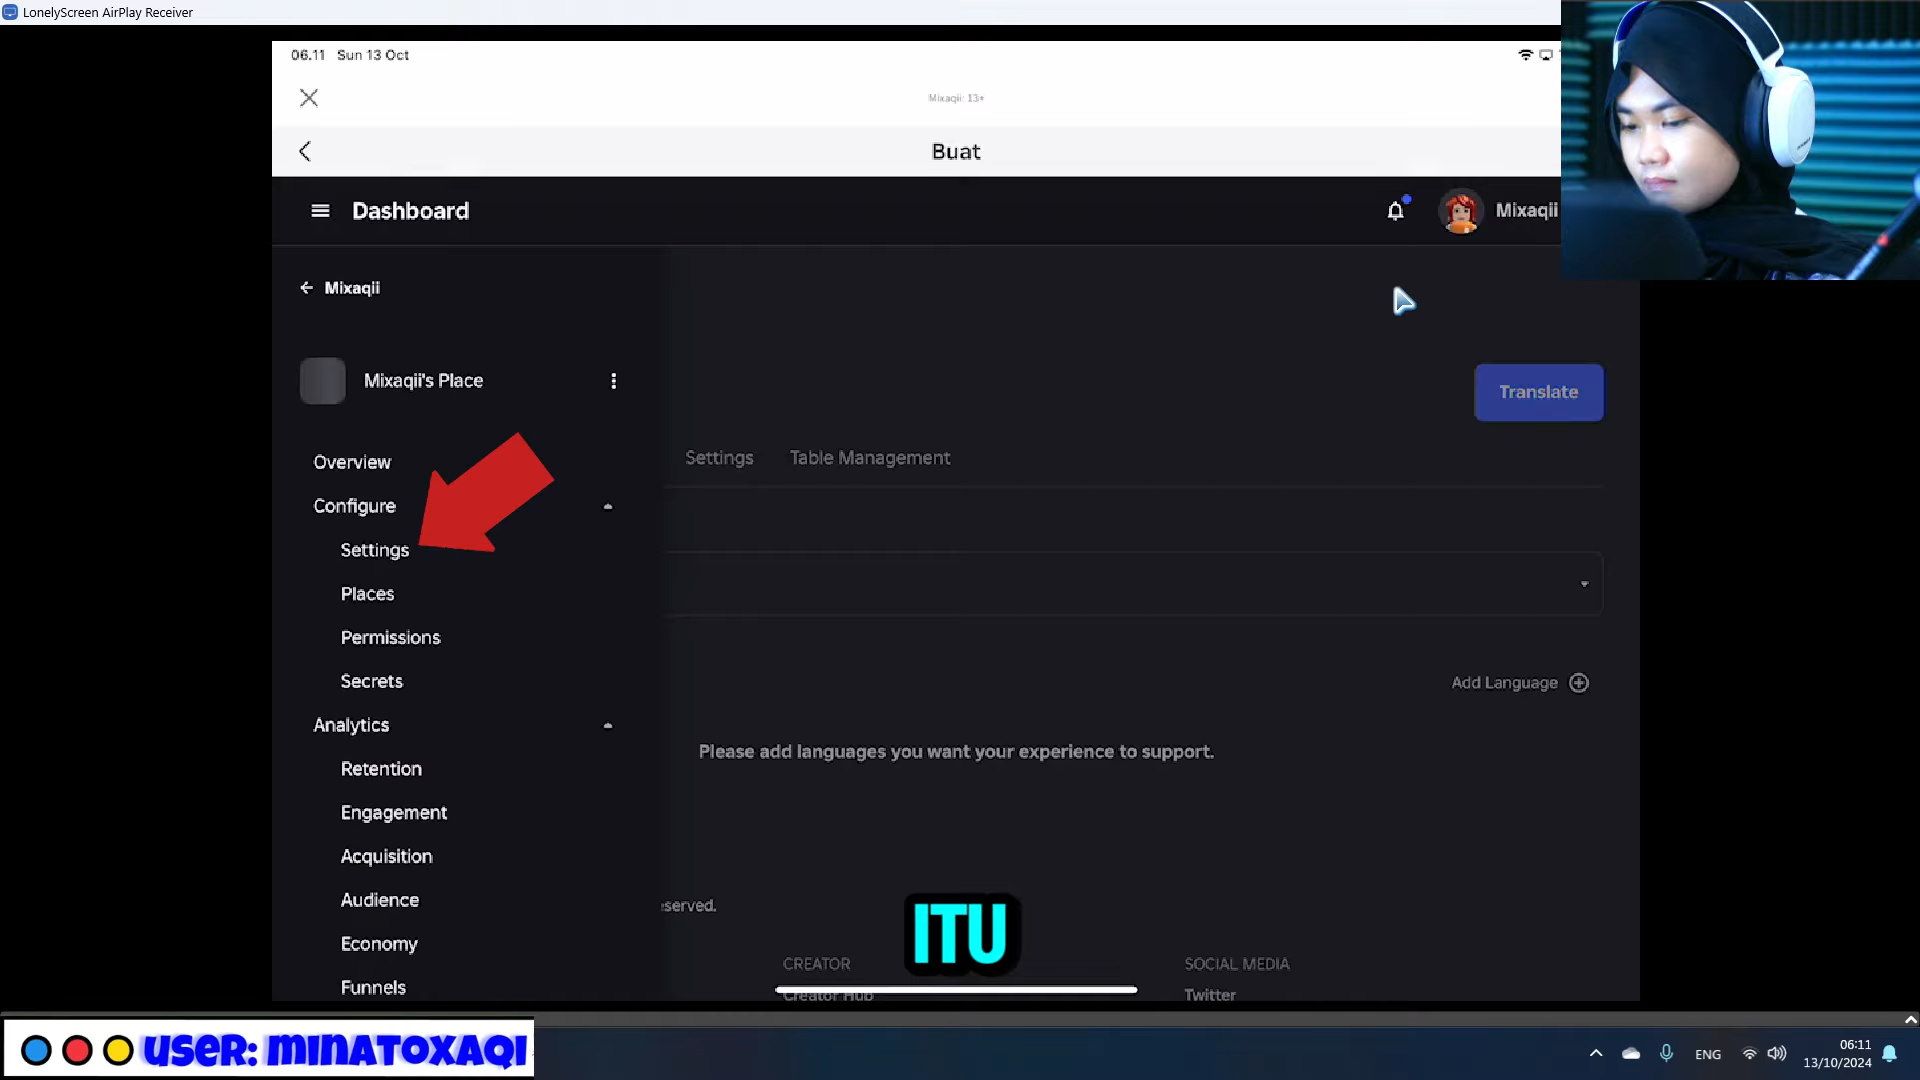 LonelyScreen AirPlay Receiver
06.11 Sun 13 Oct
Mixaqii: 13+
Buat
Dashboard
Mixaqii
Mixaqii
Mixaqii's Place
Translate
Overview
Settings
Table Management
Configure
Settings
Places
Permissions
Secrets
Add Language
Analytics
Please add languages you want your experience to support.
Retention
Engagement
Acquisition
Audience
served.
ITU
Economy
CREATOR
SOCIAL MEDIA
Funnels
Creator Hub
Twitter
user: minatoxaqi
ENG
06:11
13/10/2024